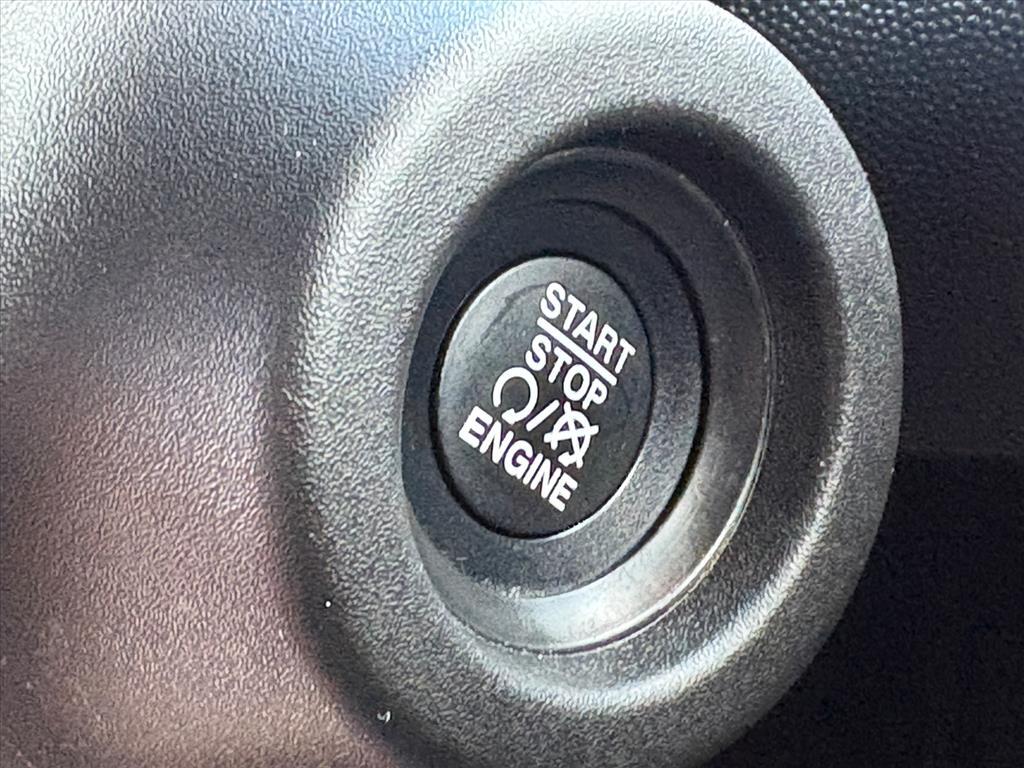 START
STOP
/
ENGINE